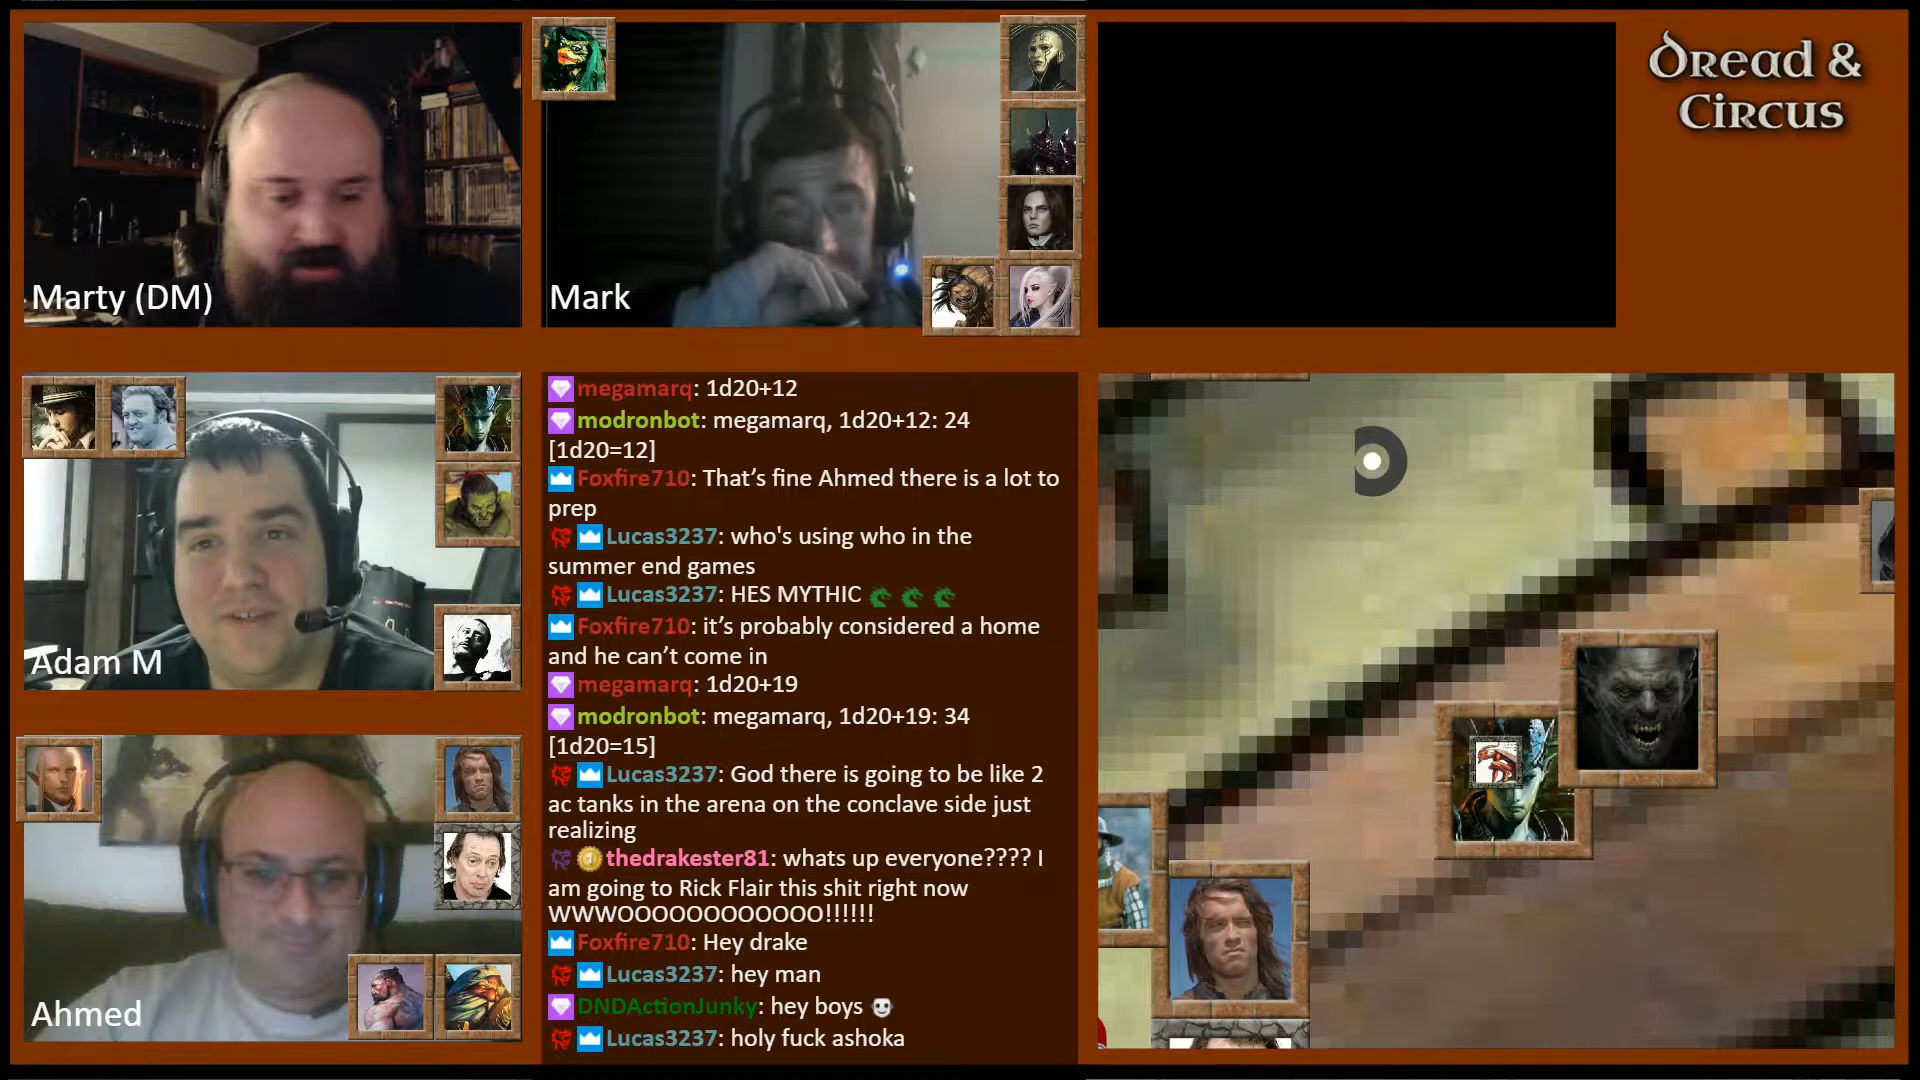 Dread &
Circus
Marty (DM)
Mark
Adam M
Ahmed
megamarq: 1d20+12
modronbot: megamarq, 1d20+12: 24
[1d20=12]
Foxfire710: That’s fine Ahmed there is a lot to
prep
Lucas3237: who's using who in the
summer end games
Lucas3237: HES MYTHIC
Foxfire710: it’s probably considered a home
and he can’t come in
megamarq: 1d20+19
modronbot: megamarq, 1d20+19: 34
[1d20=15]
Lucas3237: God there is going to be like 2
ac tanks in the arena on the conclave side just
realizing
thedrakester81: whats up everyone???? I
am going to Rick Flair this shit right now
WWWOOOOOOOOOOOO!!!!!!
Foxfire710: Hey drake
Lucas3237: hey man
DNDActionJunky: hey boys
Lucas3237: holy fuck ashoka